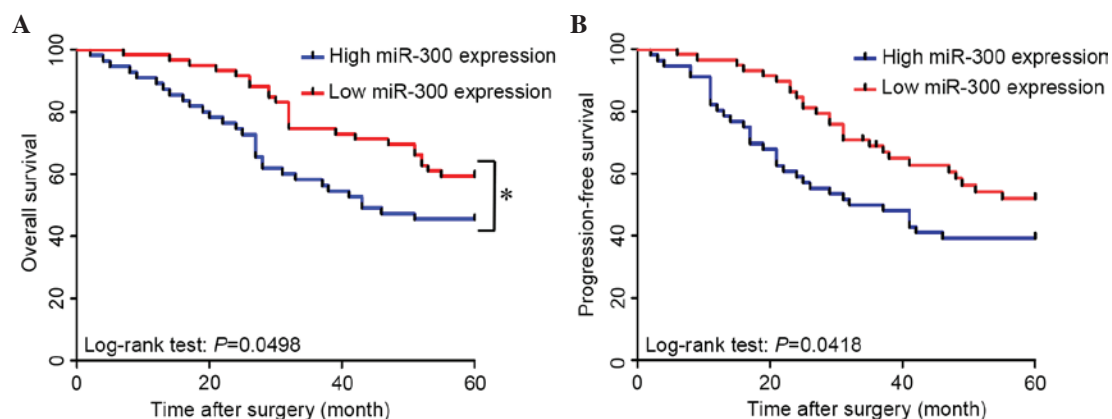 A
High miR-300 expression
Low miR-300 expression
Overall survival
100
80
60
40
20
0
*
Log-rank test: P=0.0498
0 20 40 60
Time after surgery (month)
B
High miR-300 expression
Low miR-300 expression
Progression-free survival
100
80
60
40
20
0
Log-rank test: P=0.0418
0 20 40 60
Time after surgery (month)